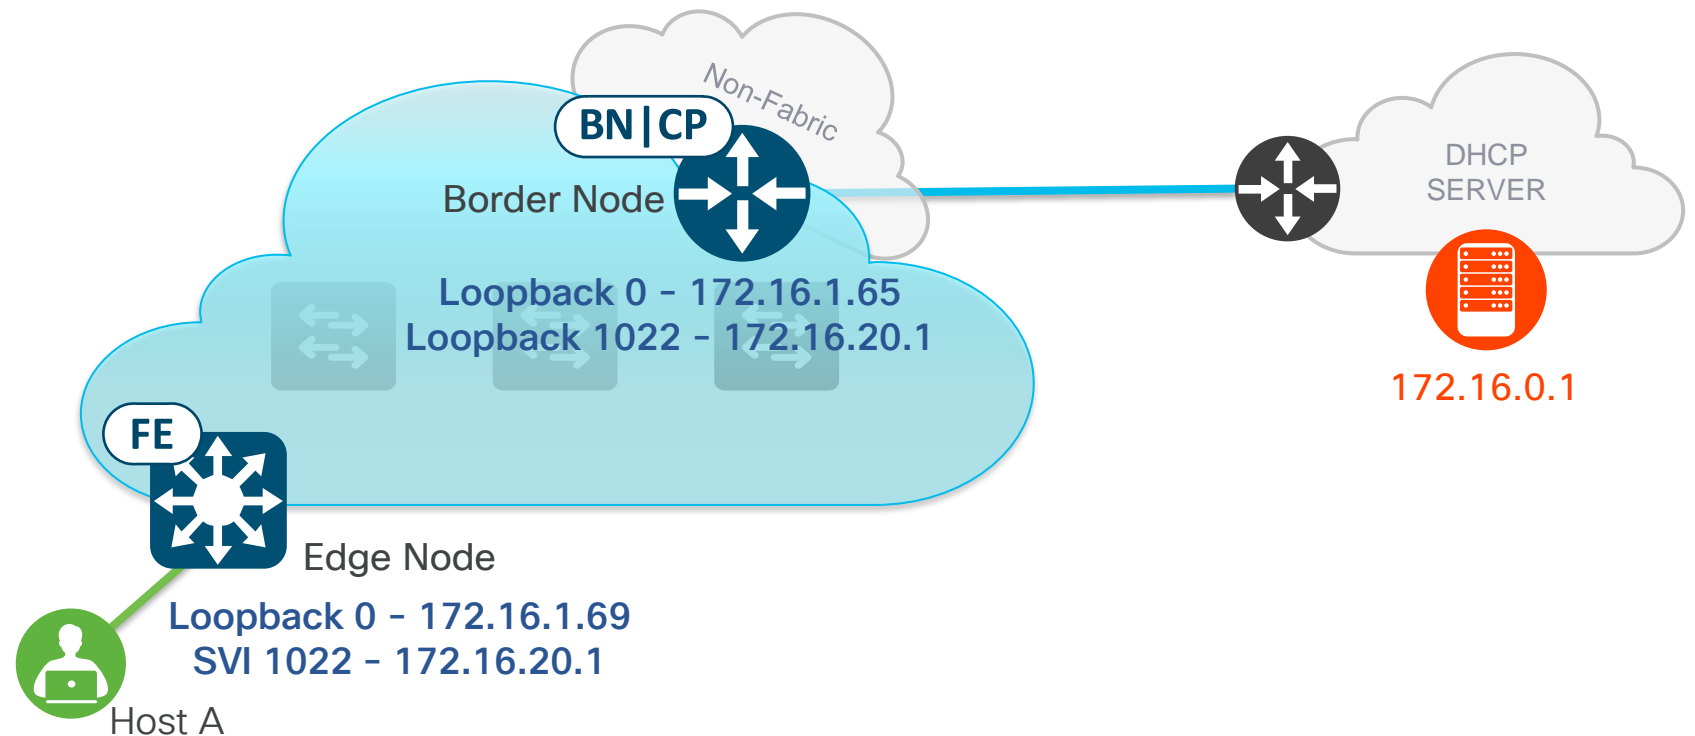 Non-Fabric
BN|CP
Border Node
DHCP
SERVER
Loopback 0 - 172.16.1.65
Loopback 1022 - 172.16.20.1
172.16.0.1
FE
Edge Node
Loopback 0 - 172.16.1.69
SVI 1022 - 172.16.20.1
Host A